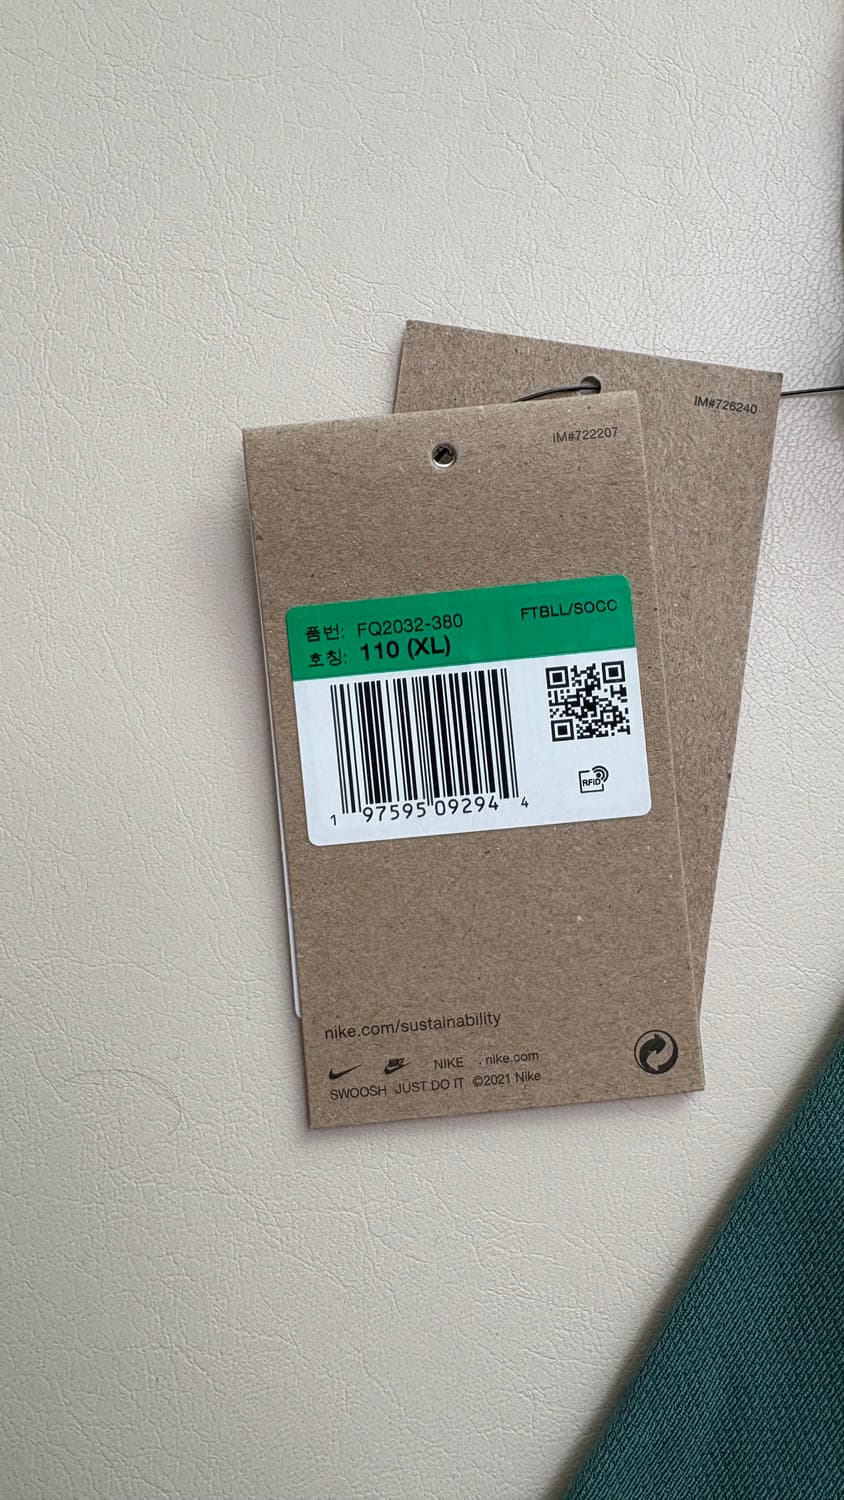 IM#726240
IM#722207
품번: FQ2032-380 FTBLL/SOCC
호칭: 110 (XL)
1 97595 09294 4
RFID
nike.com/sustainability
NIKE . nike.com
SWOOSH JUST DO IT ©2021 Nike